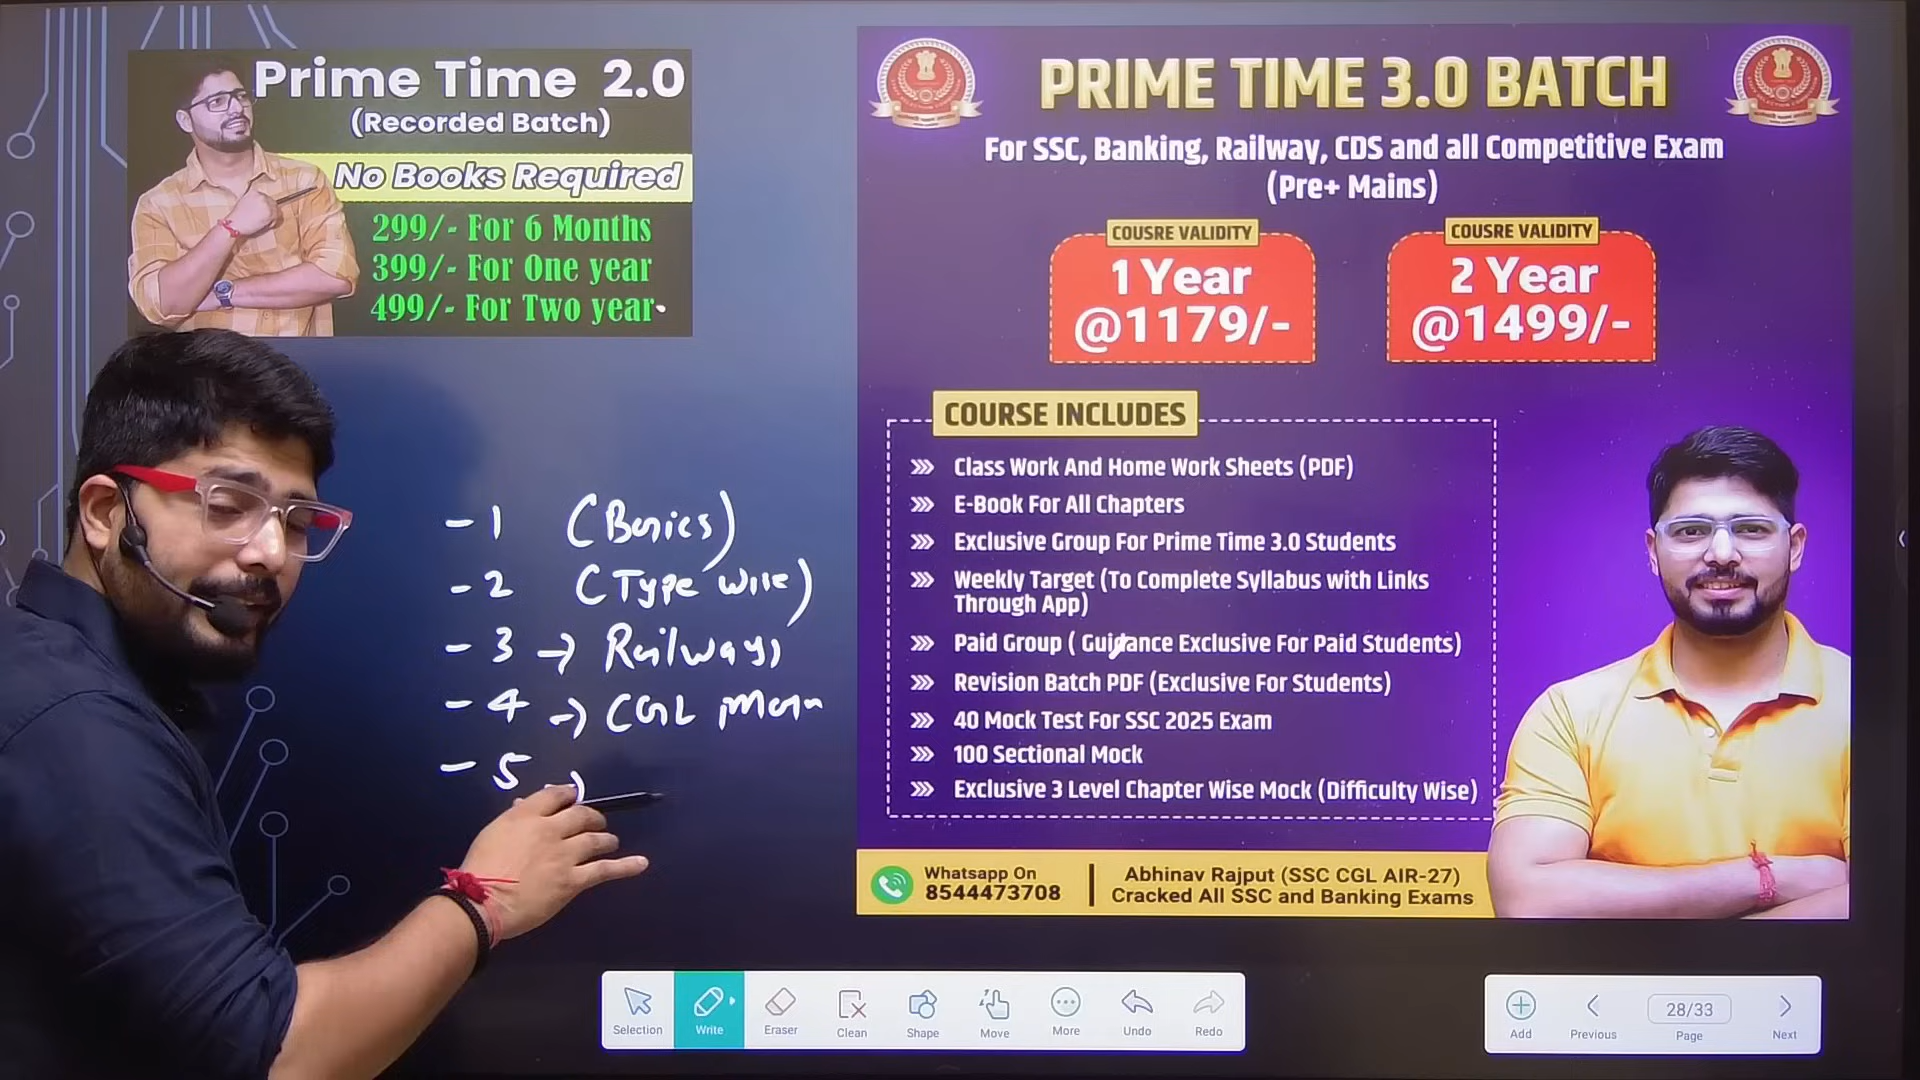 Prime Time 2.0
(Recorded Batch)
No Books Required
299/- For 6 Months
399/- For One year
499/- For Two year
- 1 (Basics)
- 2 (Type wise)
- 3 → Railways
- 4 → CGL
- 5 →
PRIME TIME 3.0 BATCH
For SSC, Banking, Railway, CDS and all Competitive Exam
(Pre+ Mains)
COUSRE VALIDITY
1 Year
@1179/-
COUSRE VALIDITY
2 Year
@1499/-
COURSE INCLUDES
Class Work And Home Work Sheets (PDF)
E-Book For All Chapters
Exclusive Group For Prime Time 3.0 Students
Weekly Target (To Complete Syllabus with Links
Through App)
Paid Group ( Guidance Exclusive For Paid Students)
Revision Batch PDF (Exclusive For Students)
40 Mock Test For SSC 2025 Exam
100 Sectional Mock
Exclusive 3 Level Chapter Wise Mock (Difficulty Wise)
Whatsapp On
8544473708
Abhinav Rajput (SSC CGL AIR-27)
Cracked All SSC and Banking Exams
Selection
Write
Eraser
Clean
Shape
Move
More
Undo
Redo
Add
Previous
28/33
Page
Next